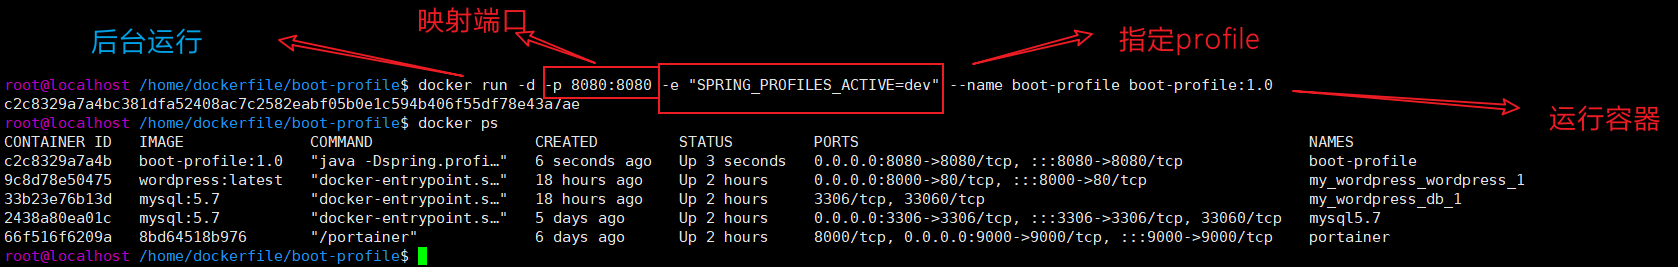 映射端口
后台运行
指定profile
root@localhost /home/dockerfile/boot-profile$ docker run -d -p 8080:8080 -e "SPRING_PROFILES_ACTIVE=dev" --name boot-profile boot-profile:1.0
c2c8329a7a4bc381dfa52408ac7c2582eabf05b0e1c594b406f55df78e43a7ae
运行容器
root@localhost /home/dockerfile/boot-profile$ docker ps
CONTAINER ID IMAGE COMMAND CREATED STATUS PORTS NAMES
c2c8329a7a4b boot-profile:1.0 "java -Dspring.profi…" 6 seconds ago Up 3 seconds 0.0.0.0:8080->8080/tcp, :::8080->8080/tcp boot-profile
9c8d78e50475 wordpress:latest "docker-entrypoint.s…" 18 hours ago Up 2 hours 0.0.0.0:8000->80/tcp, :::8000->80/tcp my_wordpress_wordpress_1
33b23e76b13d mysql:5.7 "docker-entrypoint.s…" 18 hours ago Up 2 hours 3306/tcp, 33060/tcp my_wordpress_db_1
2438a80ea01c mysql:5.7 "docker-entrypoint.s…" 5 days ago Up 2 hours 0.0.0.0:3306->3306/tcp, :::3306->3306/tcp, 33060/tcp mysql5.7
66f516f6209a 8bd64518b976 "/portainer" 6 days ago Up 2 hours 8000/tcp, 0.0.0.0:9000->9000/tcp, :::9000->9000/tcp portainer
root@localhost /home/dockerfile/boot-profile$